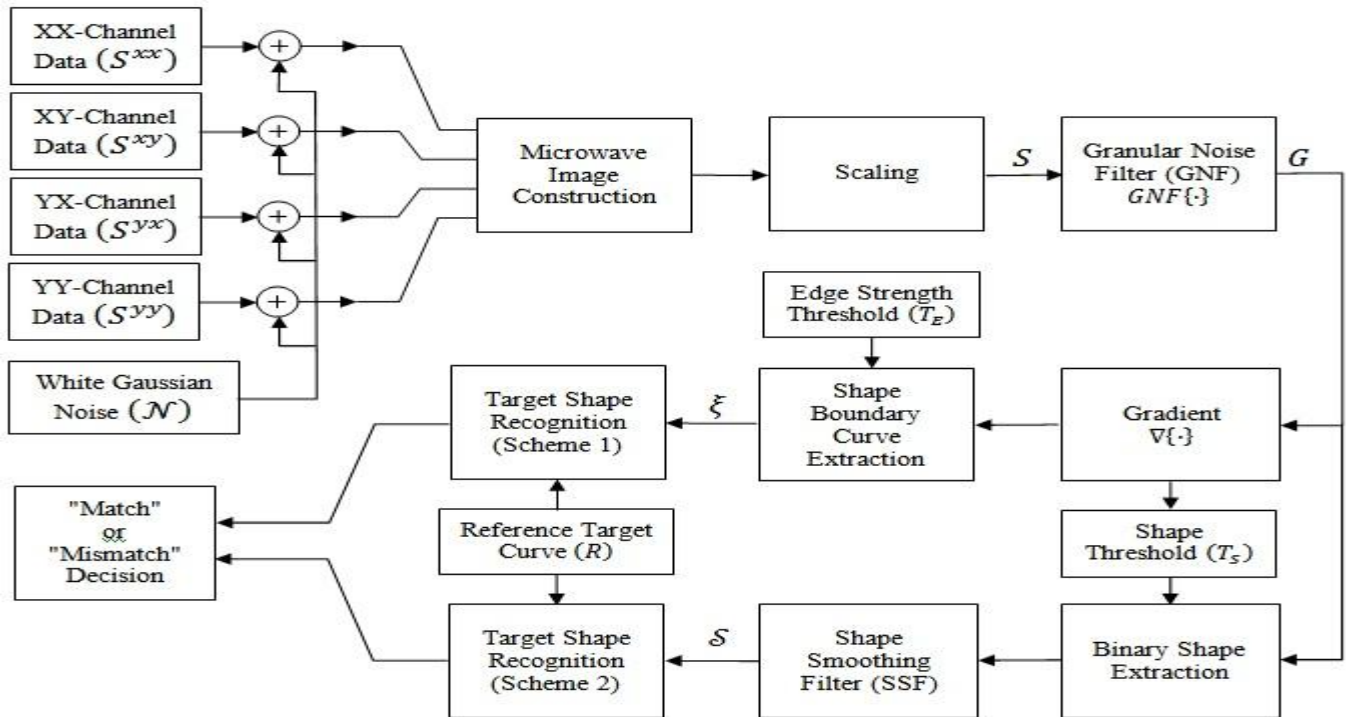 XX-Channel
Data (S^xx)
+
XY-Channel
Data (S^xy)
+
YX-Channel
Data (S^yx)
+
YY-Channel
Data (S^yy)
+
White Gaussian
Noise (𝒩)
Microwave
Image
Construction
Scaling
S
Granular Noise
Filter (GNF)
GNF{·}
G
Edge Strength
Threshold (T_E)
Gradient
∇{·}
Shape
Boundary
Curve
Extraction
ξ
Target Shape
Recognition
(Scheme 1)
Shape
Threshold (T_S)
Reference Target
Curve (R)
"Match"
or
"Mismatch"
Decision
Binary Shape
Extraction
Shape
Smoothing
Filter (SSF)
𝒮
Target Shape
Recognition
(Scheme 2)